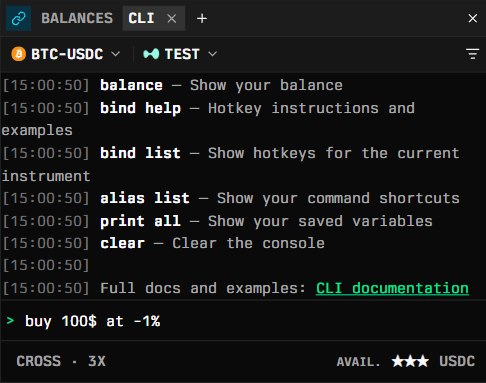 BALANCES CLI × + ×
BTC-USDC TEST
[15:00:50] balance — Show your balance
[15:00:50] bind help — Hotkey instructions and
examples
[15:00:50] bind list — Show hotkeys for the current
instrument
[15:00:50] alias list — Show your command shortcuts
[15:00:50] print all — Show your saved variables
[15:00:50] clear — Clear the console
[15:00:50]
[15:00:50] Full docs and examples: CLI documentation
> buy 100$ at -1%
CROSS · 3X AVAIL. ★★★ USDC